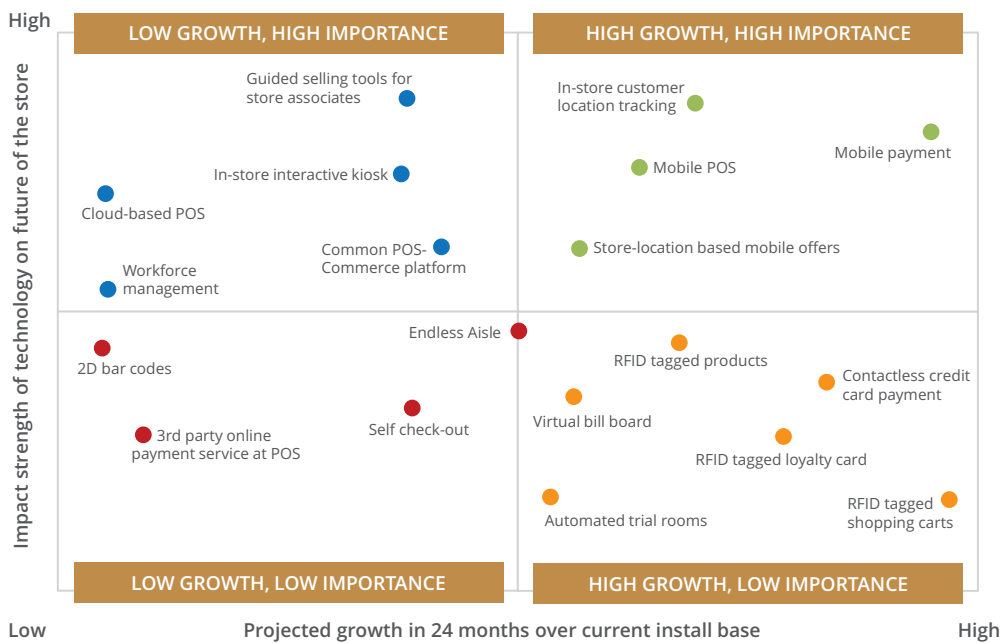 High
LOW GROWTH, HIGH IMPORTANCE
HIGH GROWTH, HIGH IMPORTANCE
Impact strength of technology on future of the store
Guided selling tools for
store associates
In-store customer
location tracking
Mobile payment
In-store interactive kiosk
Mobile POS
Cloud-based POS
Common POS-
Commerce platform
Store-location based mobile offers
Workforce
management
Endless Aisle
2D bar codes
RFID tagged products
Contactless credit
card payment
Self check-out
Virtual bill board
3rd party online
payment service at POS
RFID tagged loyalty card
Automated trial rooms
RFID tagged
shopping carts
LOW GROWTH, LOW IMPORTANCE
HIGH GROWTH, LOW IMPORTANCE
Low
Projected growth in 24 months over current install base
High